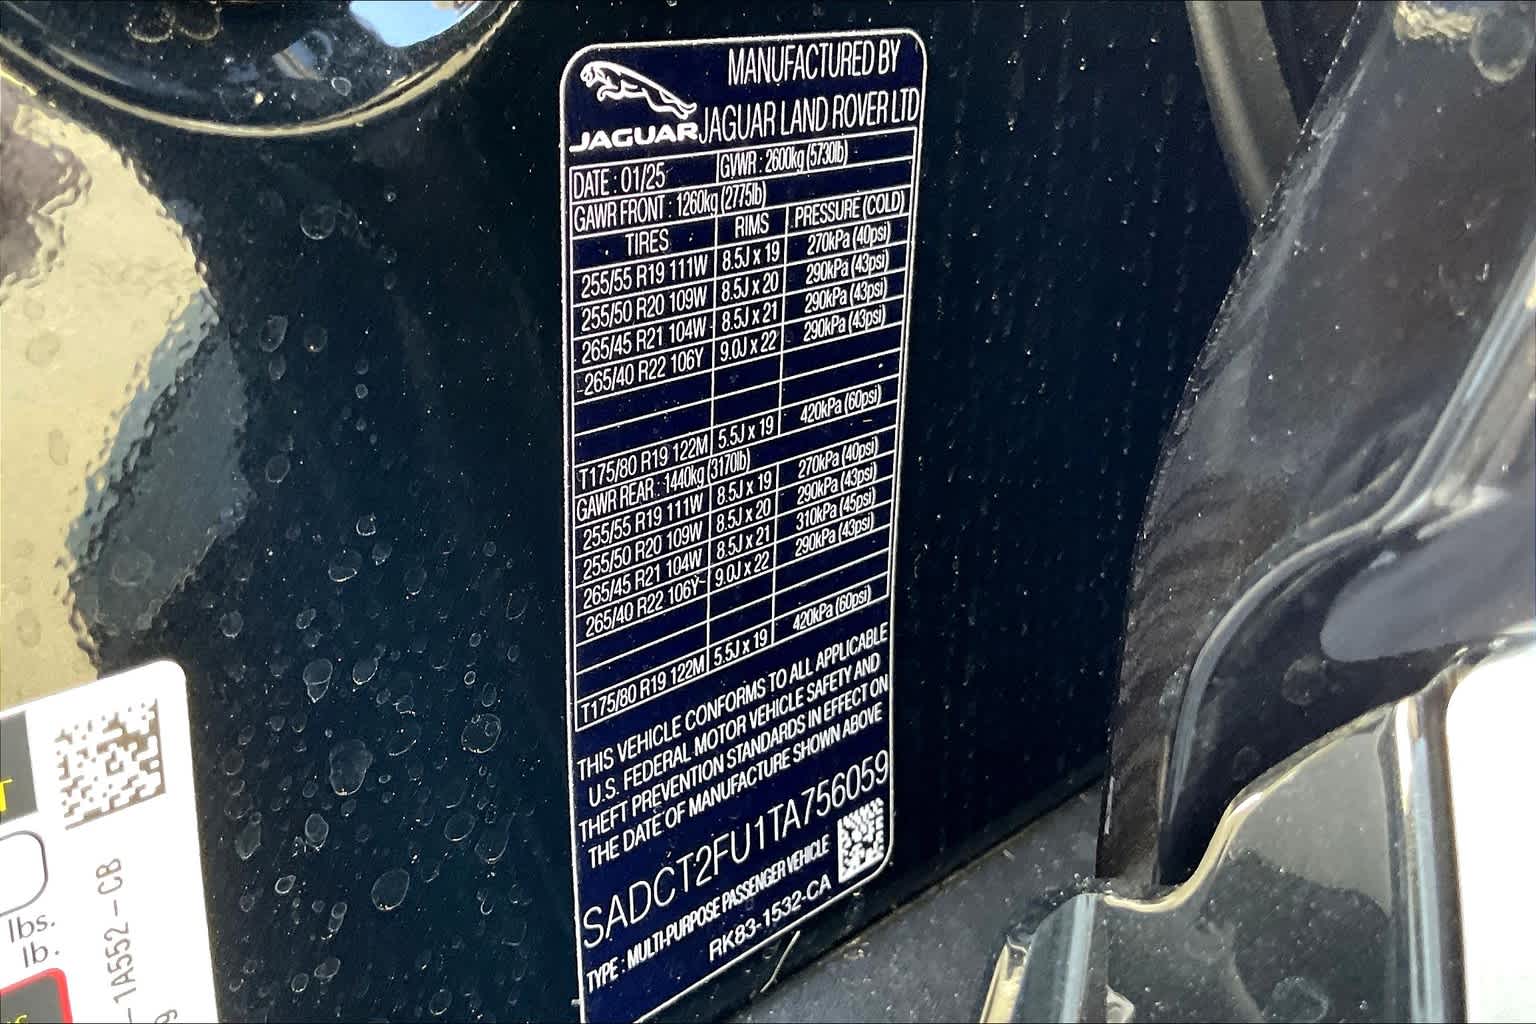 MANUFACTURED BY
JAGUAR JAGUAR LAND ROVER LTD
DATE : 01/25 GVWR : 2600kg (5730lb)
GAWR FRONT : 1260kg (2775lb)
TIRES RIMS PRESSURE (COLD)
255/55 R19 111W 8.5J x 19 270kPa (40psi)
255/50 R20 109W 8.5J x 20 290kPa (43psi)
265/45 R21 104W 8.5J x 21 290kPa (43psi)
265/40 R22 106Y 9.0J x 22 290kPa (43psi)
T175/80 R19 122M 5.5J x 19 420kPa (60psi)
GAWR REAR : 1440kg (3170lb)
255/55 R19 111W 8.5J x 19 270kPa (40psi)
255/50 R20 109W 8.5J x 20 290kPa (43psi)
265/45 R21 104W 8.5J x 21 310kPa (45psi)
265/40 R22 106Y 9.0J x 22 290kPa (43psi)
T175/80 R19 122M 5.5J x 19 420kPa (60psi)
THIS VEHICLE CONFORMS TO ALL APPLICABLE
U.S. FEDERAL MOTOR VEHICLE SAFETY AND
THEFT PREVENTION STANDARDS IN EFFECT ON
THE DATE OF MANUFACTURE SHOWN ABOVE
SADCT2FU1TA756059
TYPE : MULTI-PURPOSE PASSENGER VEHICLE
RK83-1532-CA
lbs.
lb.
-1A552-CB